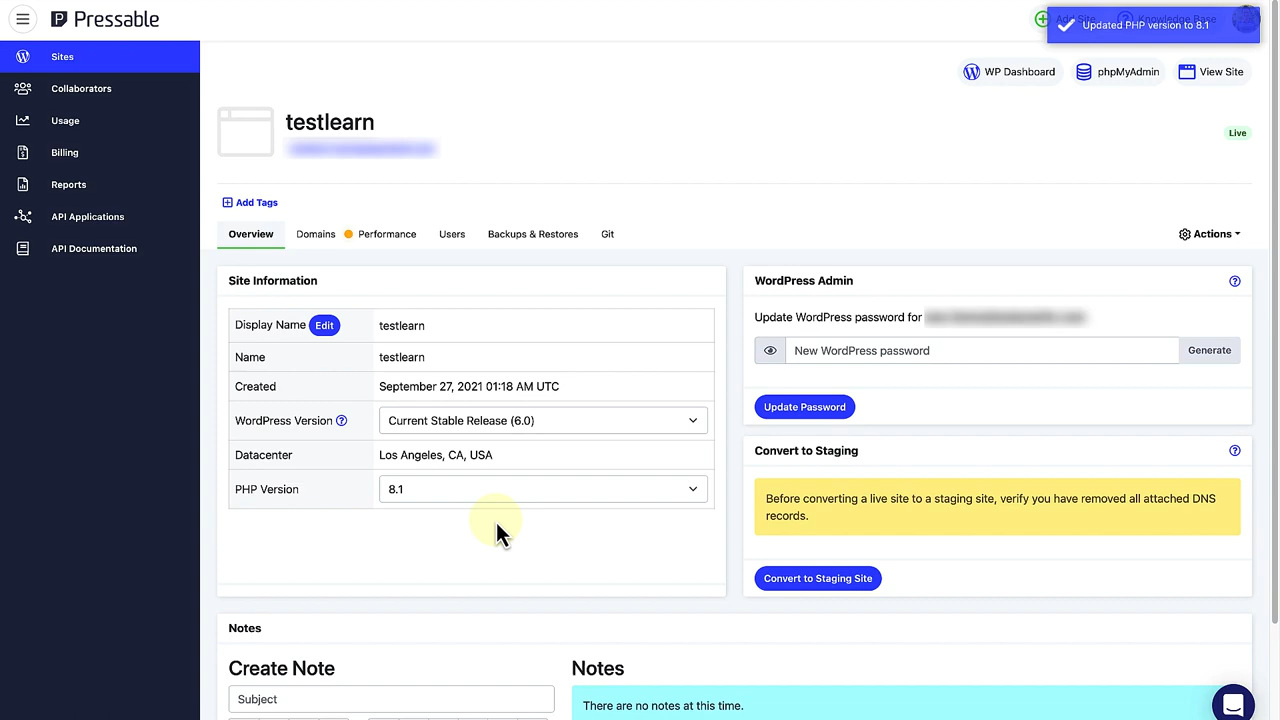 Pressable
Add Site
Knowledge Base
Updated PHP version to 8.1
Sites
Collaborators
Usage
Billing
Reports
API Applications
API Documentation
WP Dashboard
phpMyAdmin
View Site
testlearn
Live
Add Tags
Overview
Domains
Performance
Users
Backups & Restores
Git
Actions
Site Information
Display Name Edit testlearn
Name testlearn
Created September 27, 2021 01:18 AM UTC
WordPress Version Current Stable Release (6.0)
Datacenter Los Angeles, CA, USA
PHP Version 8.1
WordPress Admin
Update WordPress password for
New WordPress password
Generate
Update Password
Convert to Staging
Before converting a live site to a staging site, verify you have removed all attached DNS
records.
Convert to Staging Site
Notes
Create Note
Subject
Notes
There are no notes at this time.